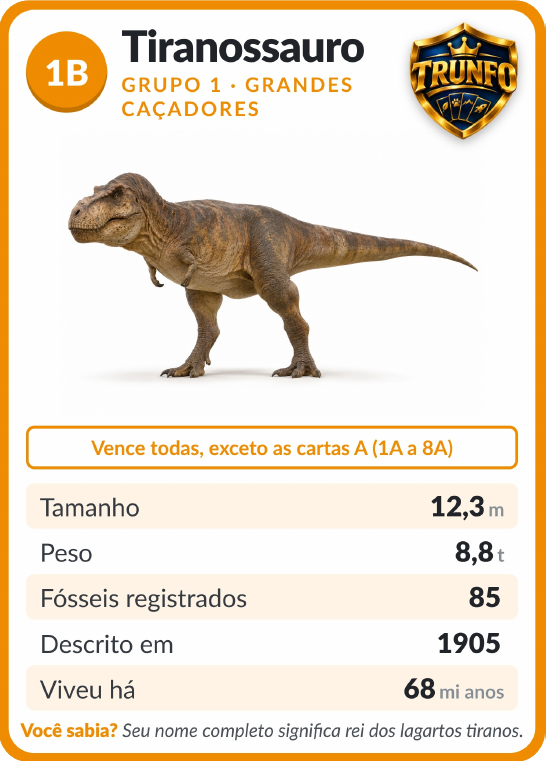 1B
Tiranossauro
GRUPO 1 · GRANDES
CAÇADORES
TRUNFO
Vence todas, exceto as cartas A (1A a 8A)
Tamanho 12,3 m
Peso 8,8 t
Fósseis registrados 85
Descrito em 1905
Viveu há 68 mi anos
Você sabia? Seu nome completo significa rei dos lagartos tiranos.